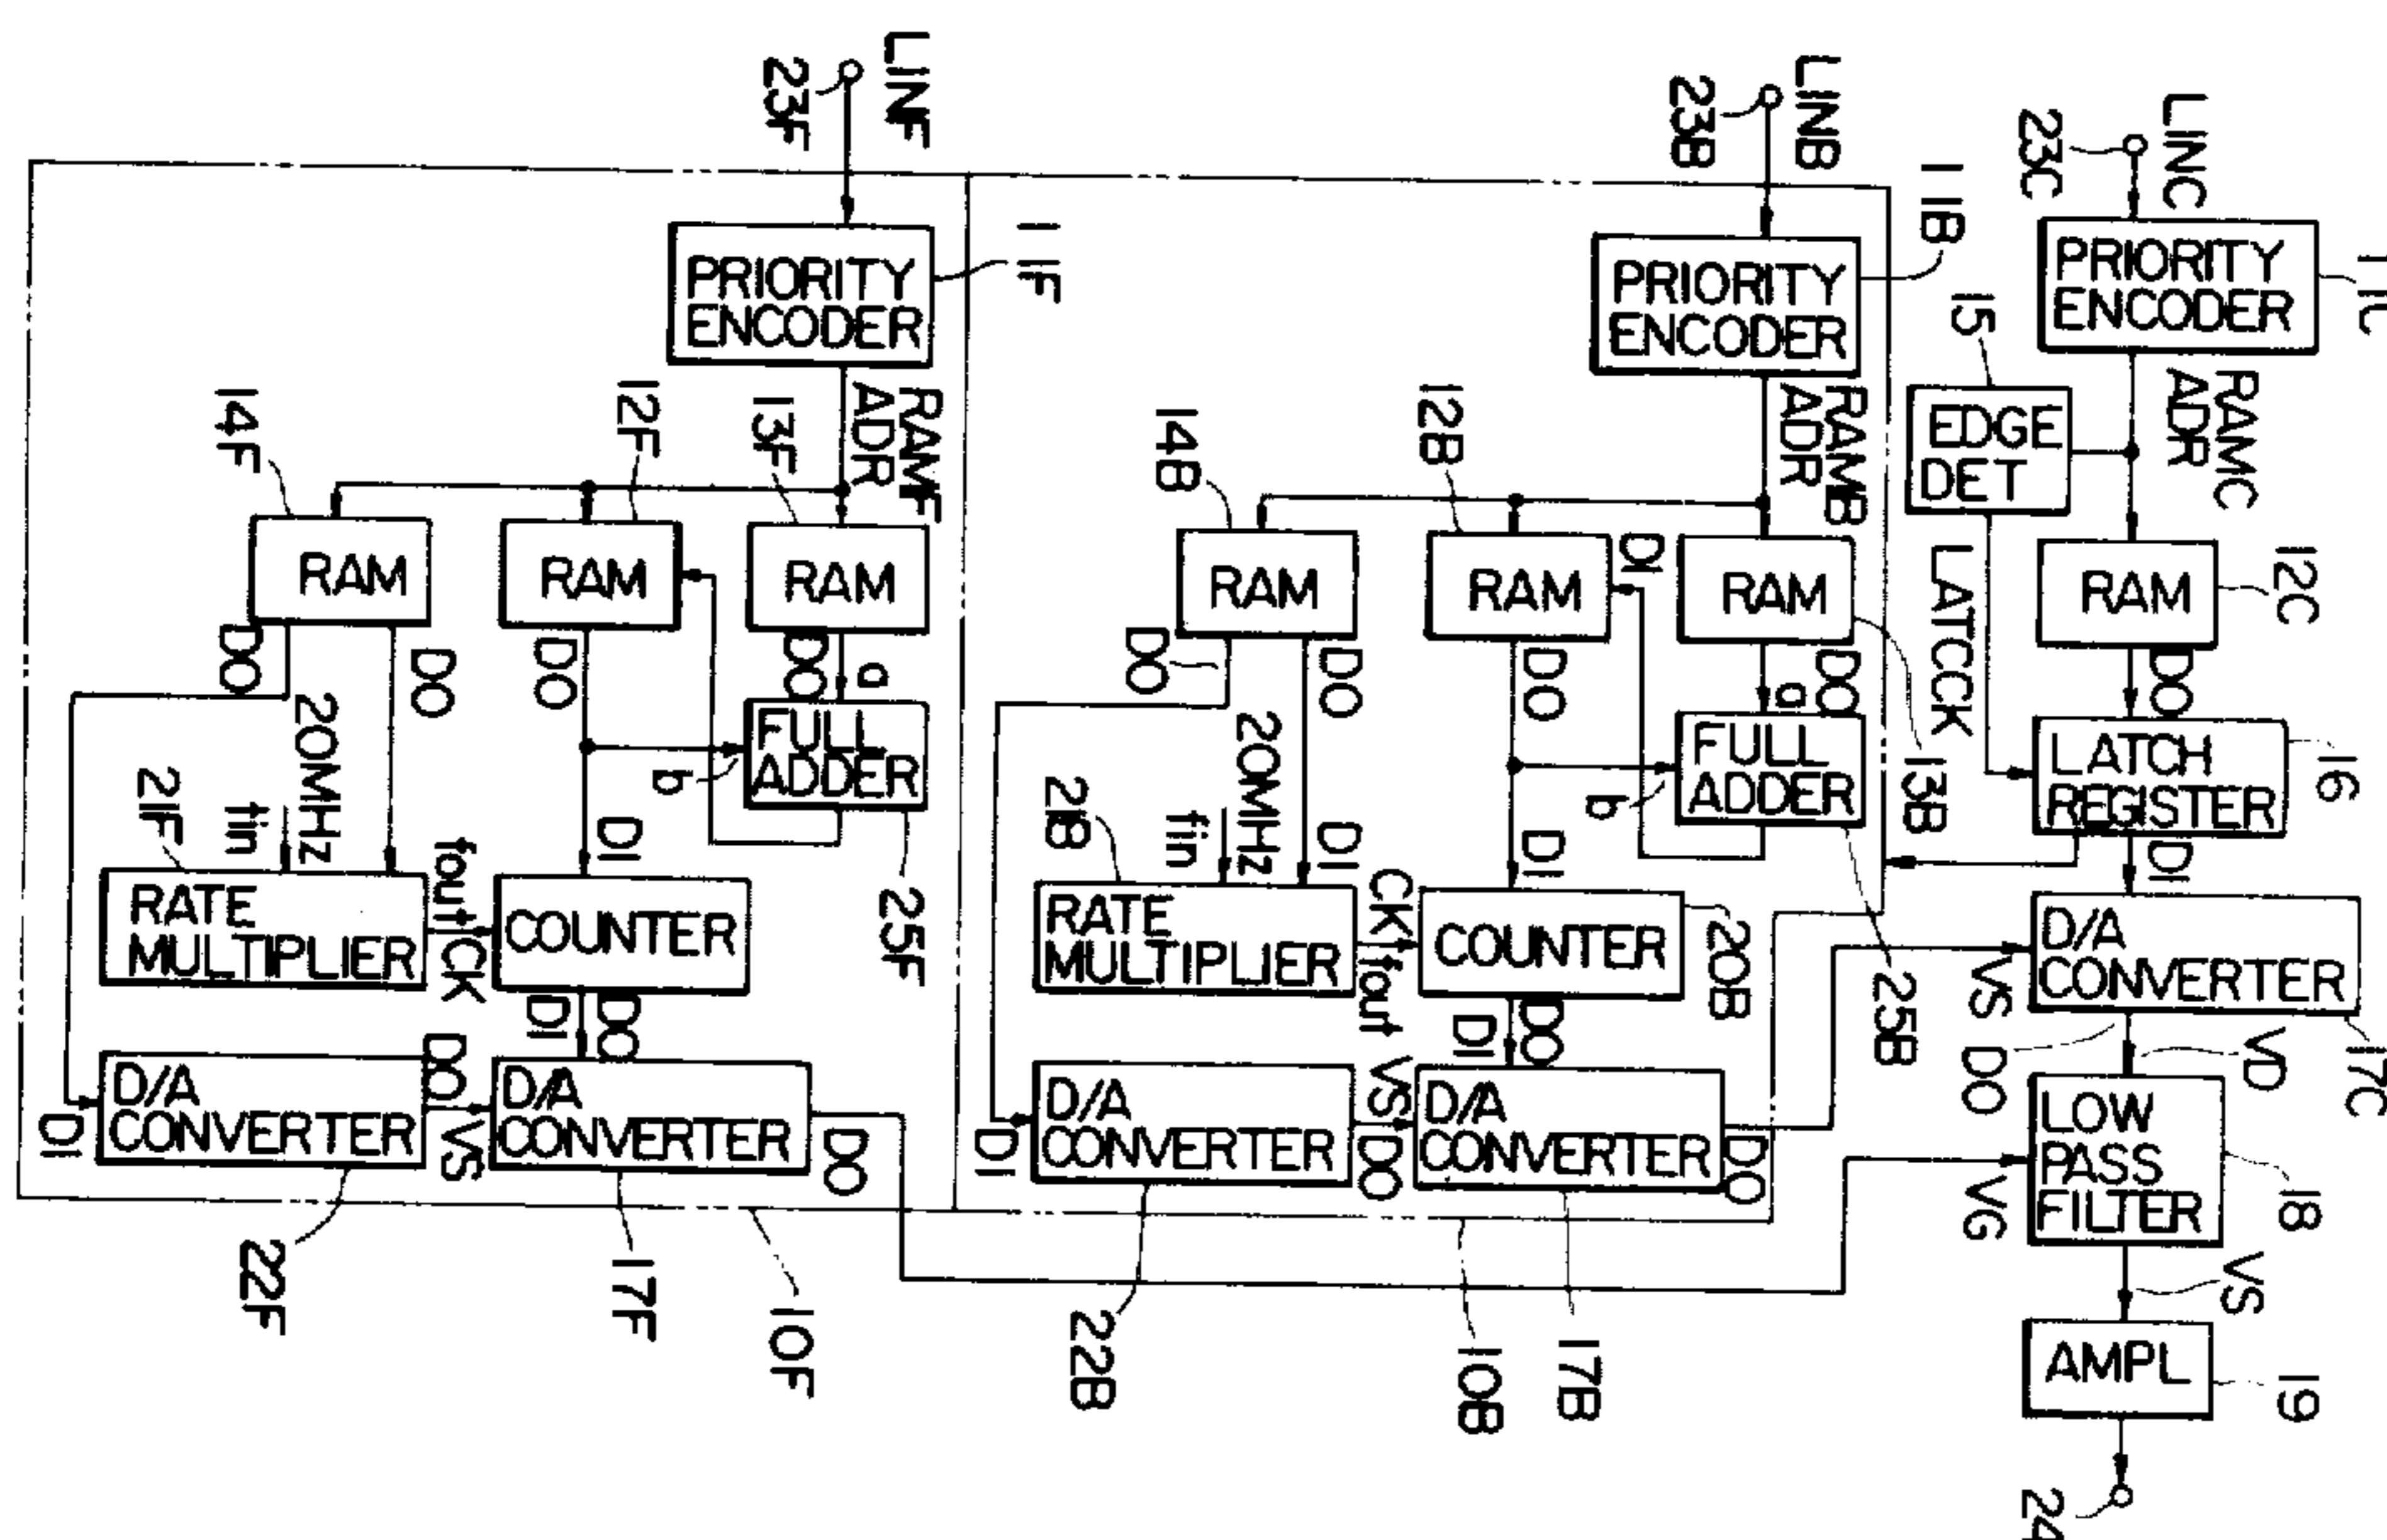 LINC
23C
PRIORITY
ENCODER
11C
RAMC
ADR
15
EDGE
DET
LATCCK
RAM
12C
DO
LATCH
REGISTER
16
DI
D/A
CONVERTER
VS
DO
VD
17C
LOW
PASS
FILTER
VG
18
VS
AMPL
19
24
LINB
23B
11B
PRIORITY
ENCODER
RAMB
ADR
14B
12B
RAM
RAM
DI
RAM
13B
DO
DO
DO
a
DO
FULL
ADDER
b
25B
21B
fin
20MHz
DI
DI
RATE
MULTIPLIER
CK
fout
COUNTER
20B
DI
DO
DI
D/A
CONVERTER
VS
DO
D/A
CONVERTER
DO
22B
10B
17B
LINF
23F
11F
PRIORITY
ENCODER
RAMF
ADR
14F
12F
13F
RAM
RAM
RAM
DO
DO
DO
DO
a
FULL
ADDER
b
25F
21F
fin
20MHz
DI
RATE
MULTIPLIER
fout
CK
COUNTER
DI
DO
DI
D/A
CONVERTER
DO
VS
D/A
CONVERTER
DO
22F
17F
10F